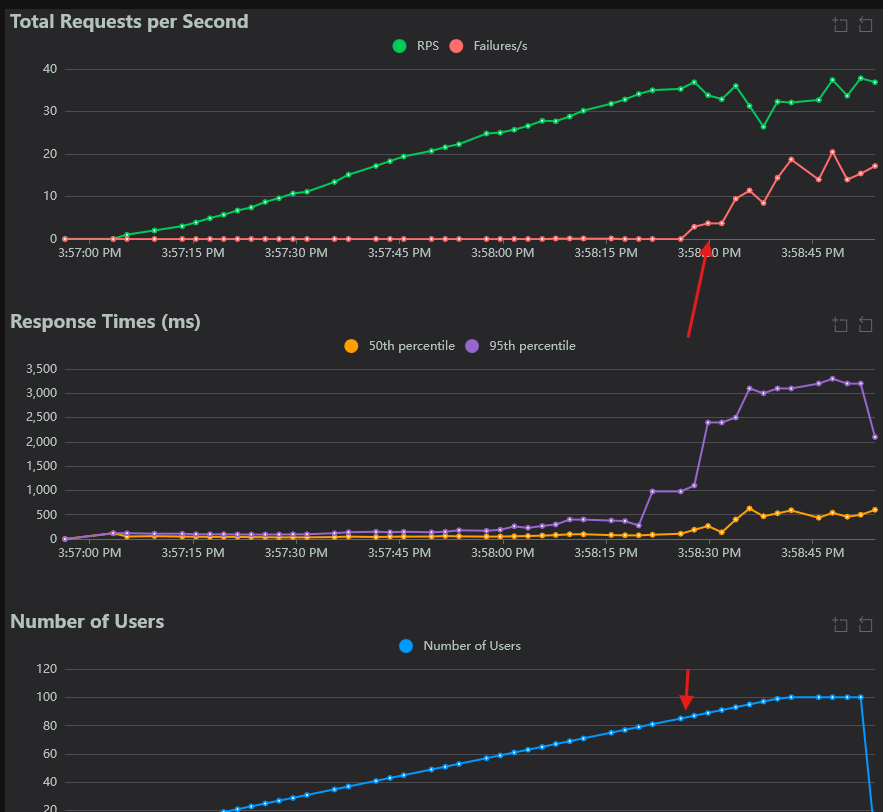 Total Requests per Second
RPS Failures/s
40
30
20
10
0
3:57:00 PM 3:57:15 PM 3:57:30 PM 3:57:45 PM 3:58:00 PM 3:58:15 PM 3:58:30 PM 3:58:45 PM
Response Times (ms)
50th percentile 95th percentile
3,500
3,000
2,500
2,000
1,500
1,000
500
0
3:57:00 PM 3:57:15 PM 3:57:30 PM 3:57:45 PM 3:58:00 PM 3:58:15 PM 3:58:30 PM 3:58:45 PM
Number of Users
Number of Users
120
100
80
60
40
20